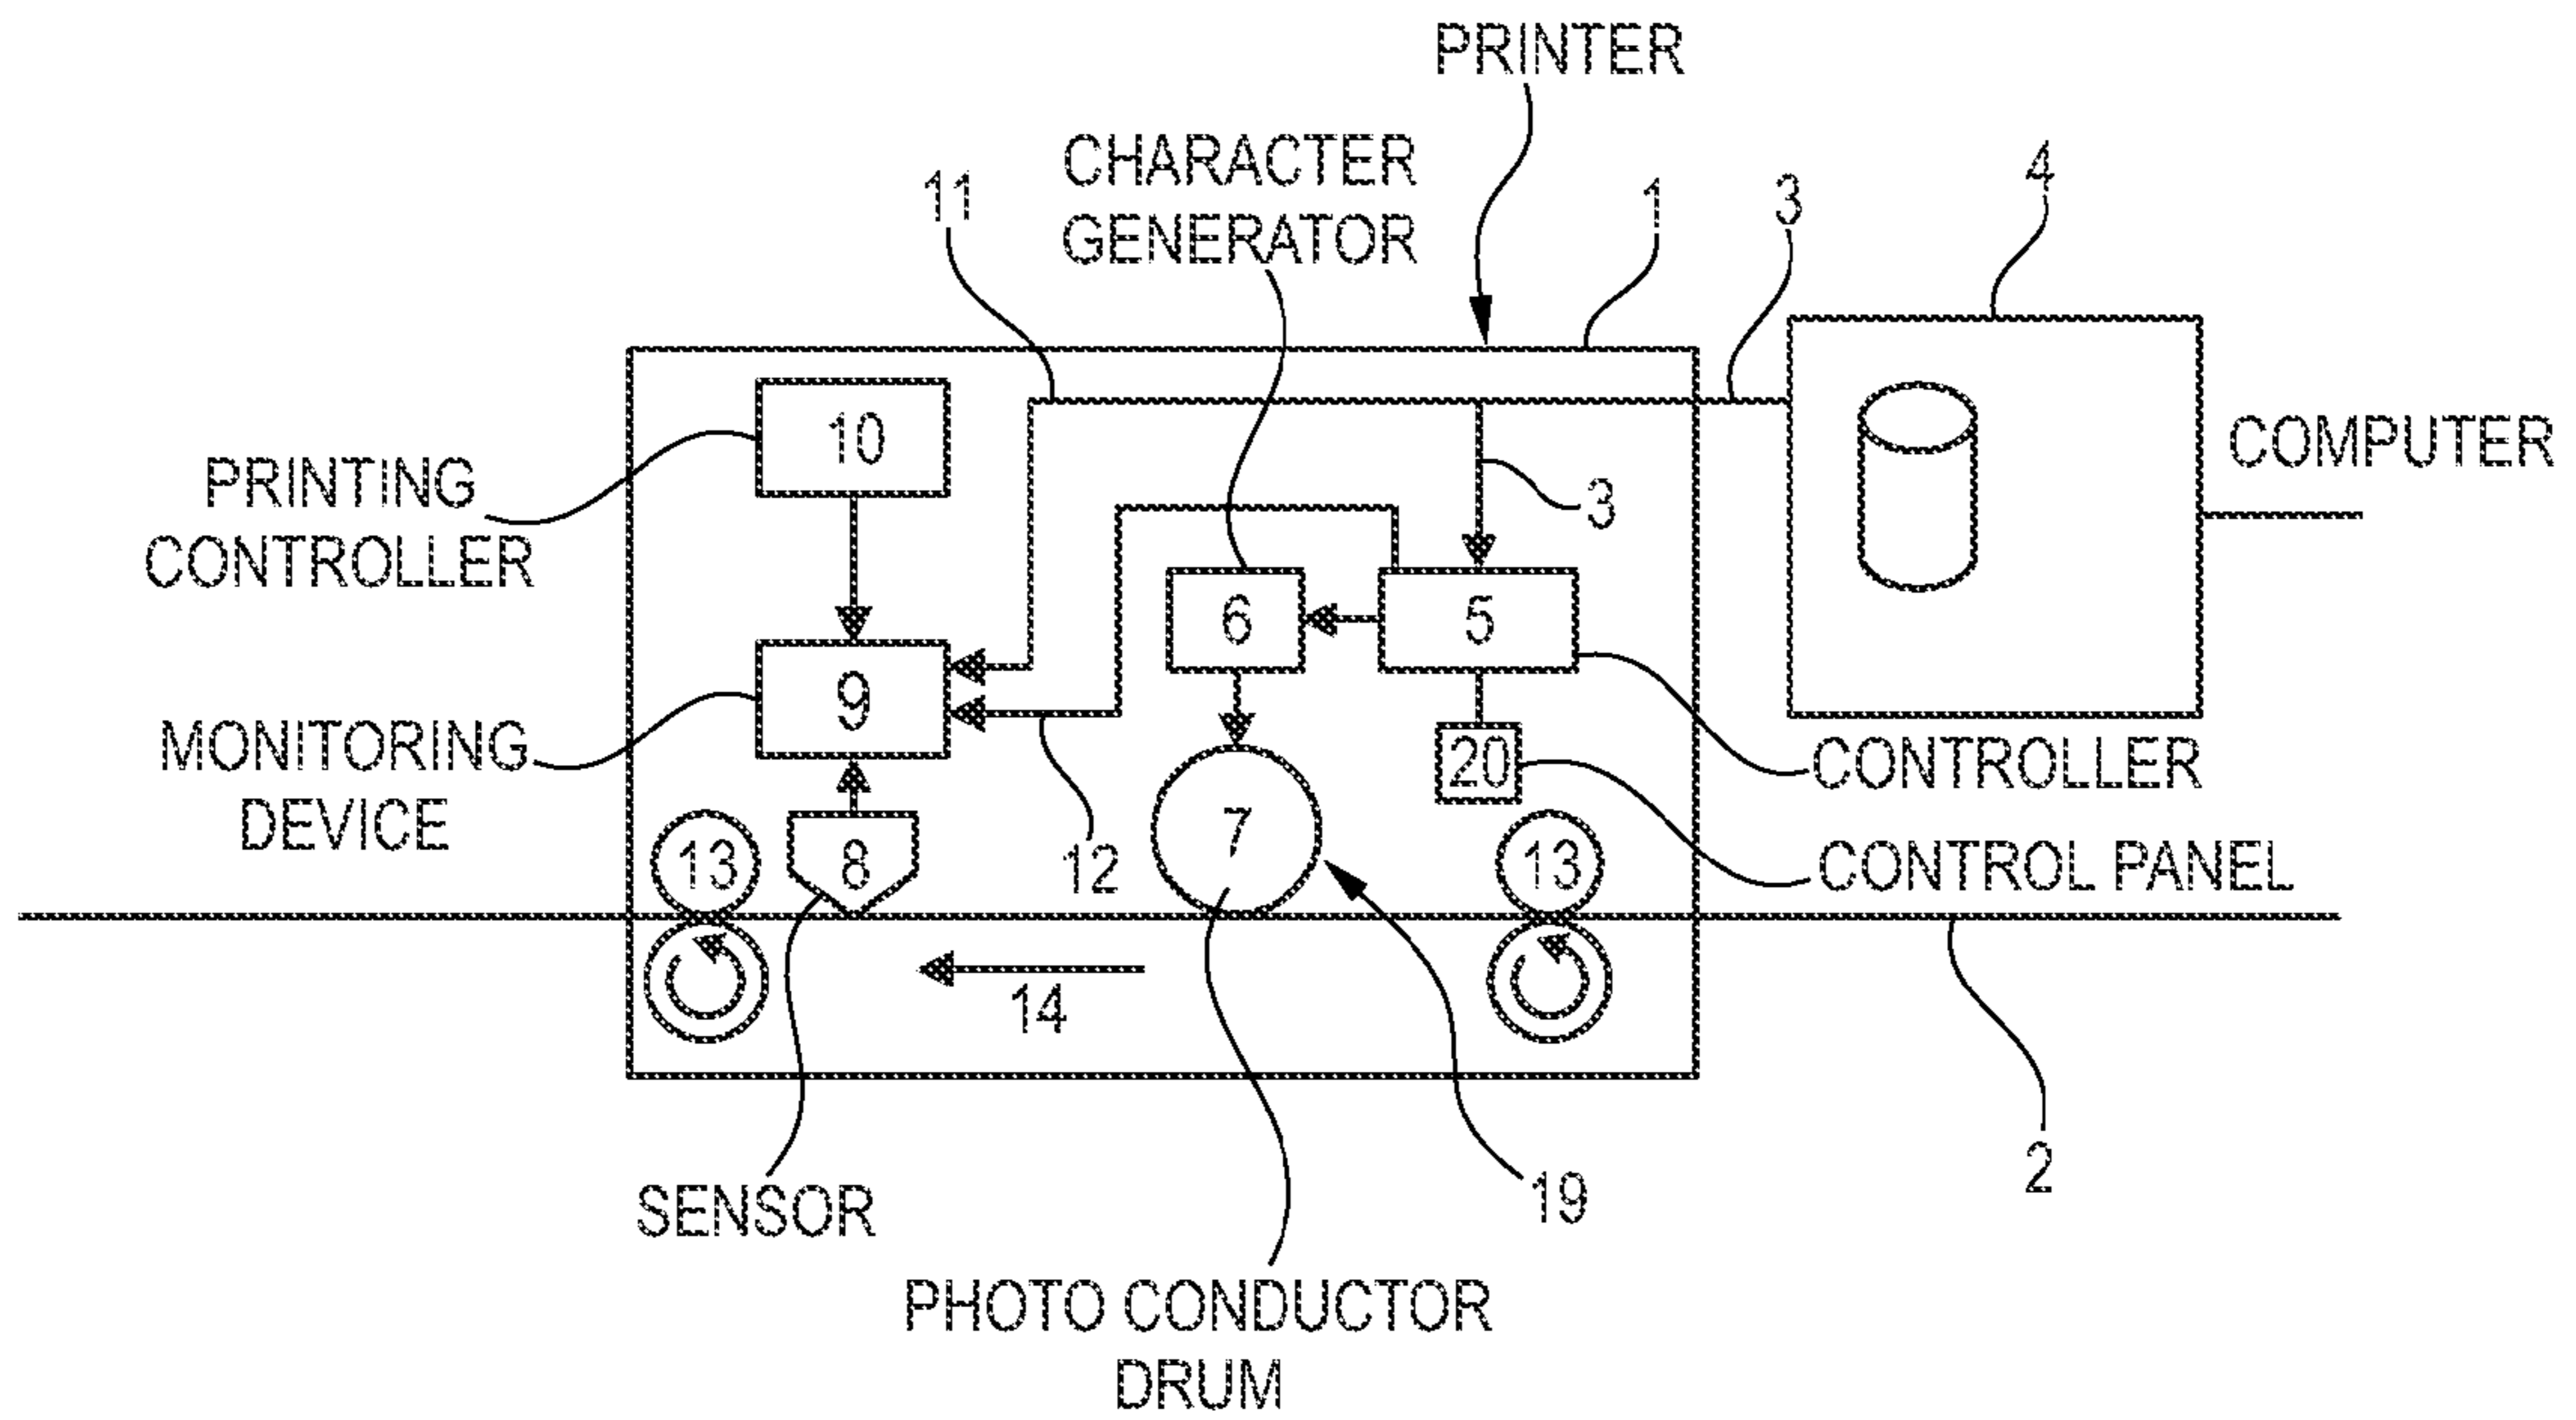 PRINTER
CHARACTER
GENERATOR
11
1
3
4
10
COMPUTER
PRINTING
CONTROLLER
3
6
5
9
MONITORING
DEVICE
20
CONTROLLER
7
13
8
12
13
CONTROL PANEL
14
2
19
SENSOR
PHOTO CONDUCTOR
DRUM